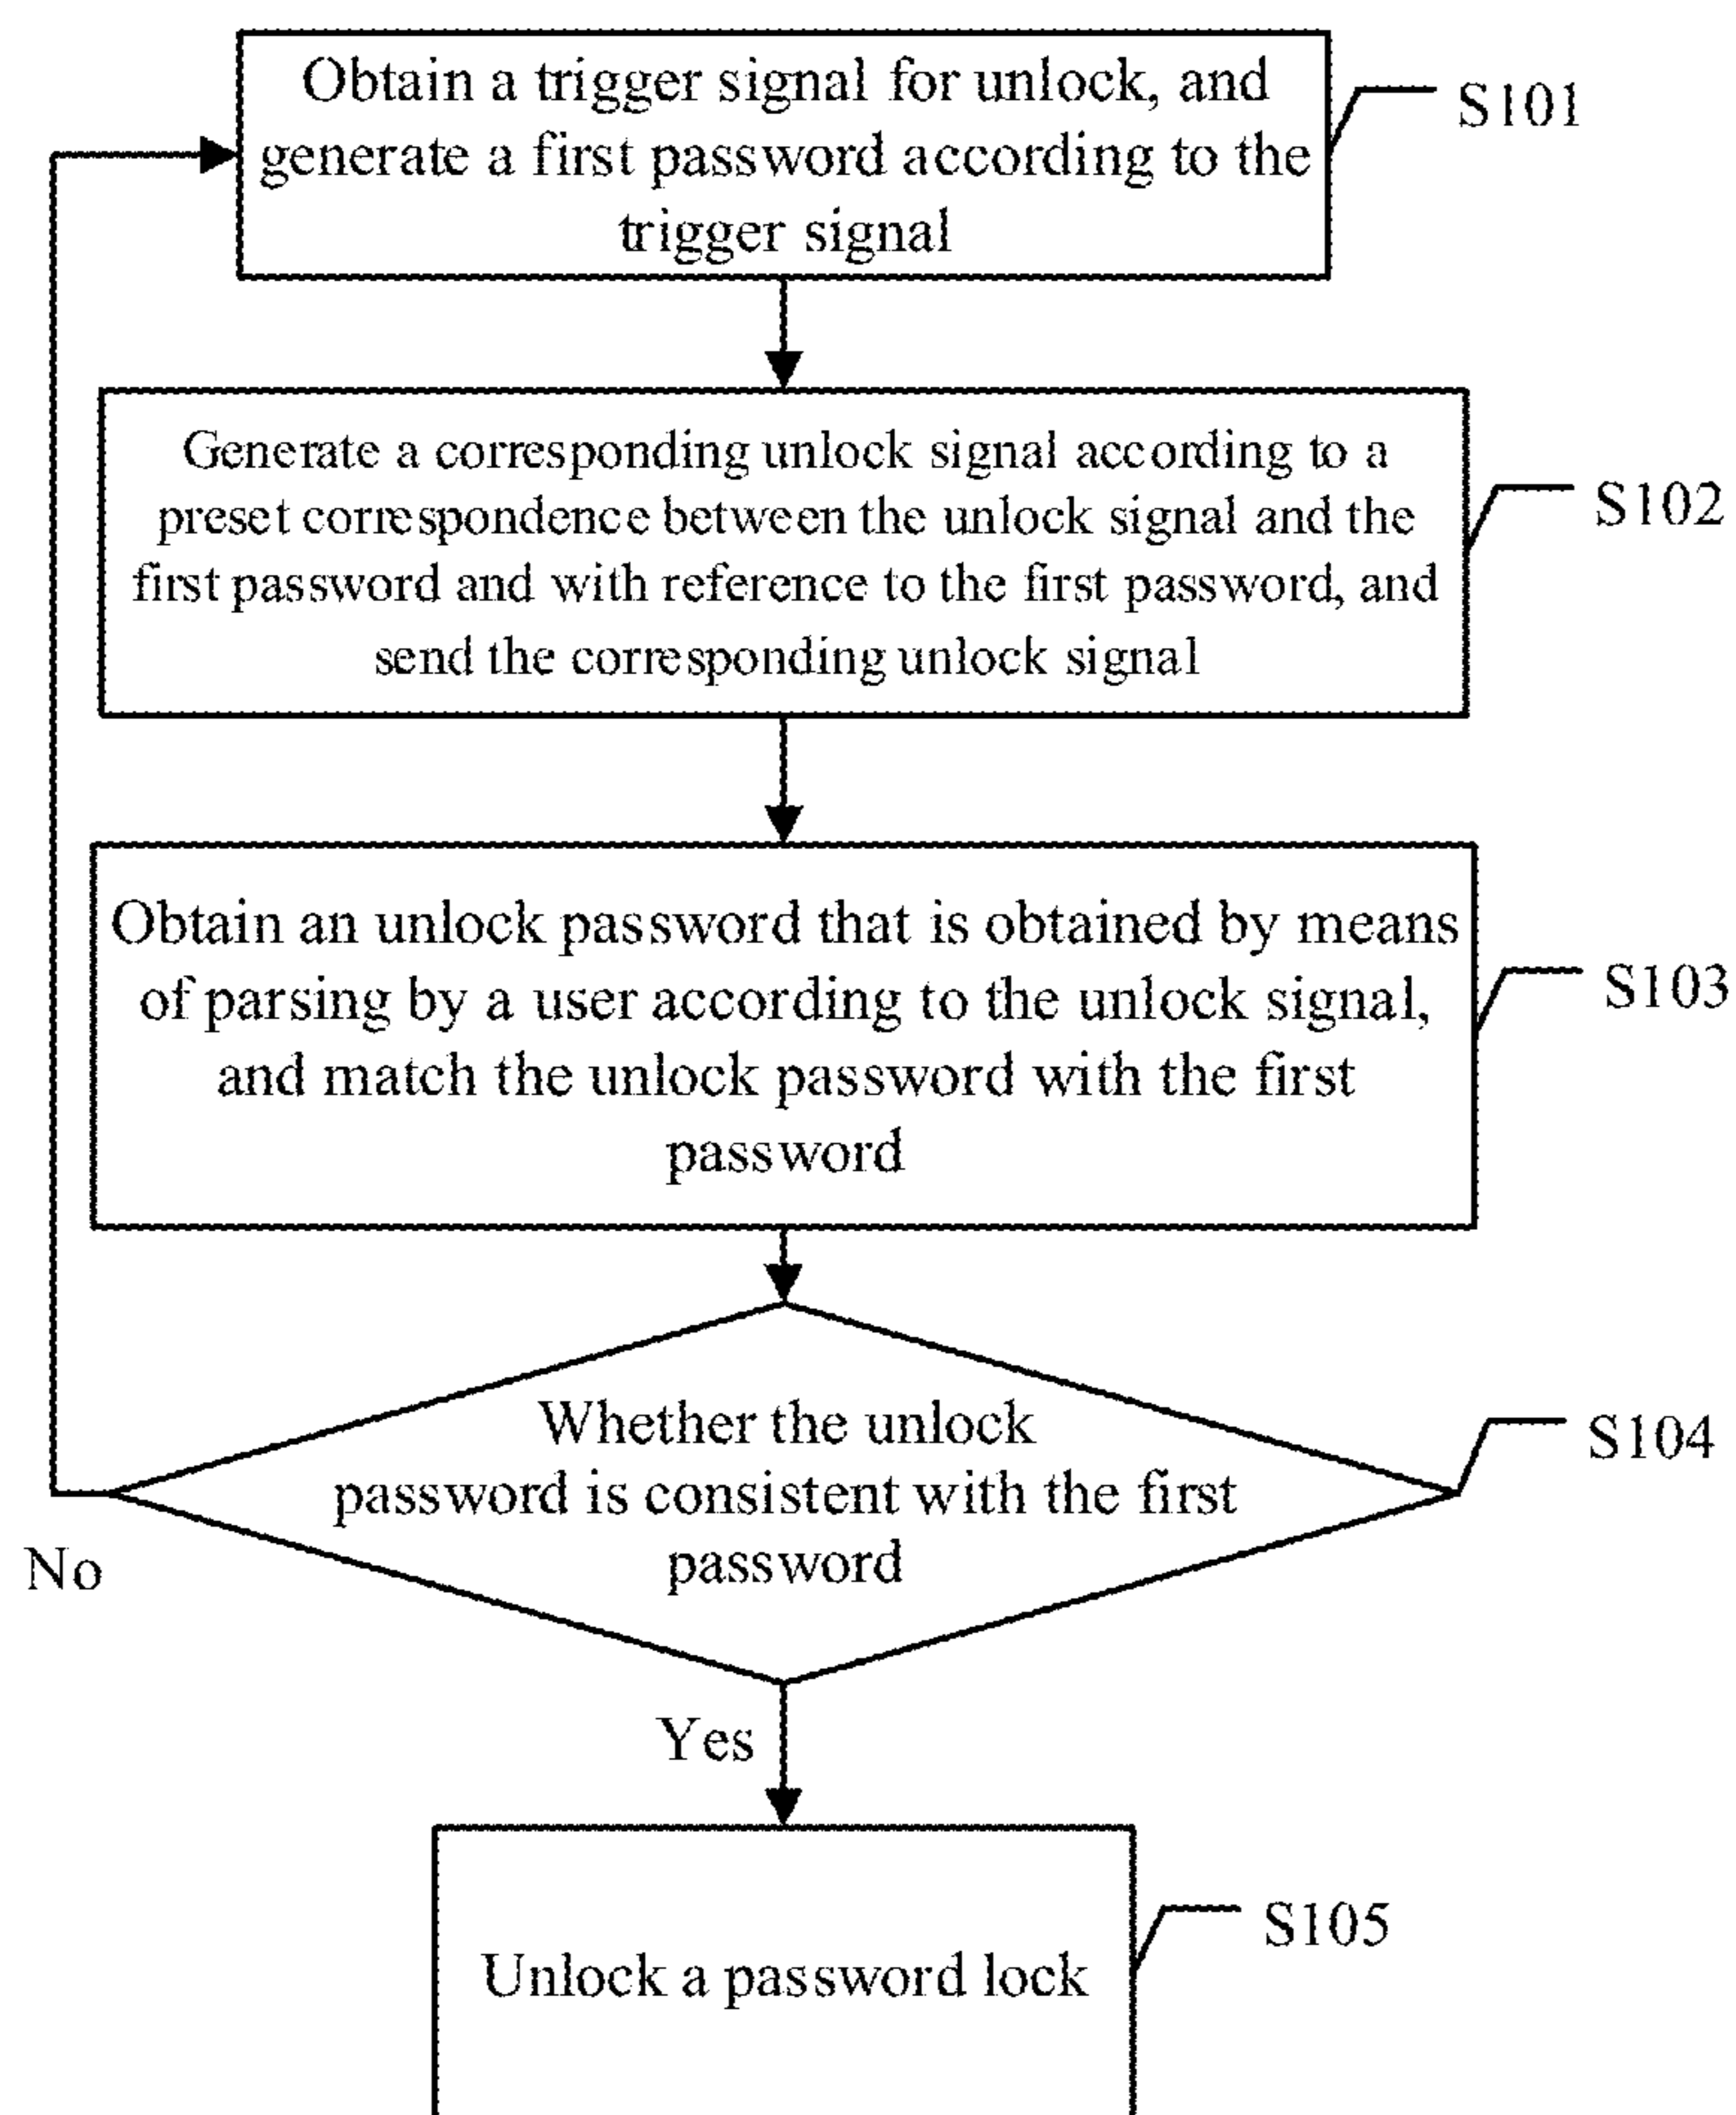 Obtain a trigger signal for unlock, and
generate a first password according to the
trigger signal
S101
Generate a corresponding unlock signal according to a
preset correspondence between the unlock signal and the
first password and with reference to the first password, and
send the corresponding unlock signal
S102
Obtain an unlock password that is obtained by means
of parsing by a user according to the unlock signal,
and match the unlock password with the first
password
S103
Whether the unlock
password is consistent with the first
password
S104
No
Yes
Unlock a password lock
S105